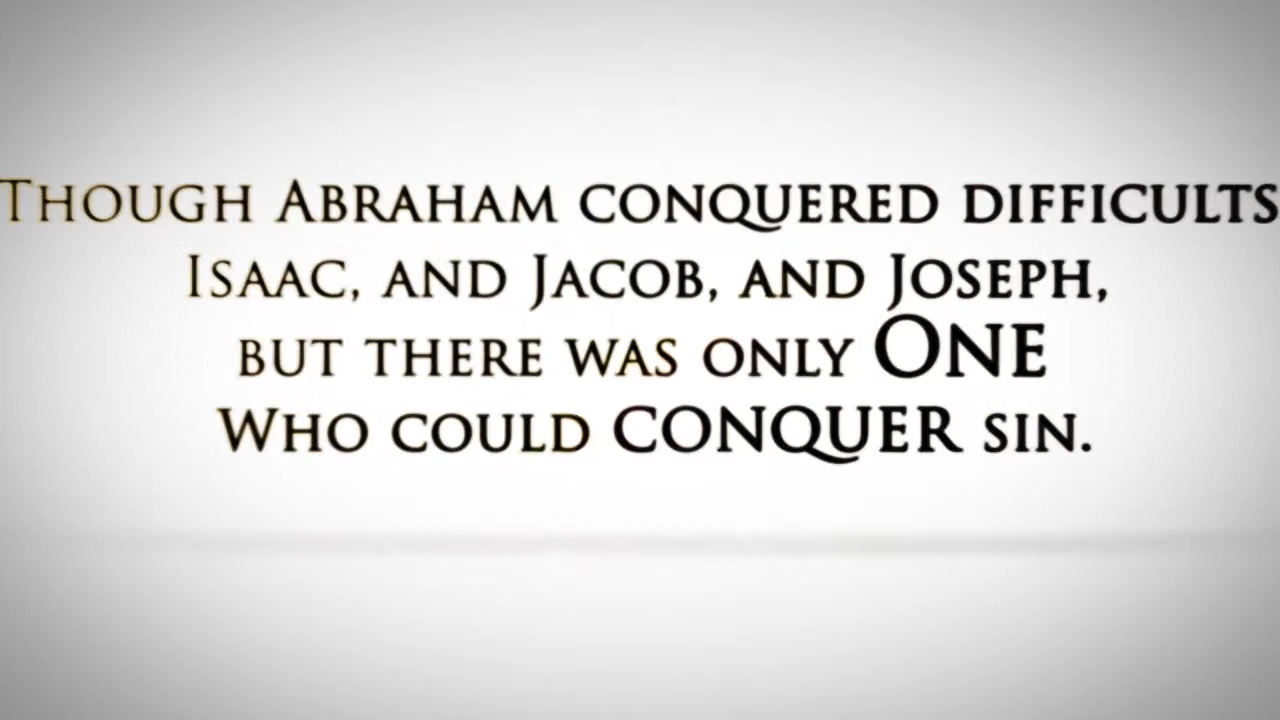 Though Abraham conquered difficults
Isaac, and Jacob, and Joseph,
but there was only One
Who could conquer sin.